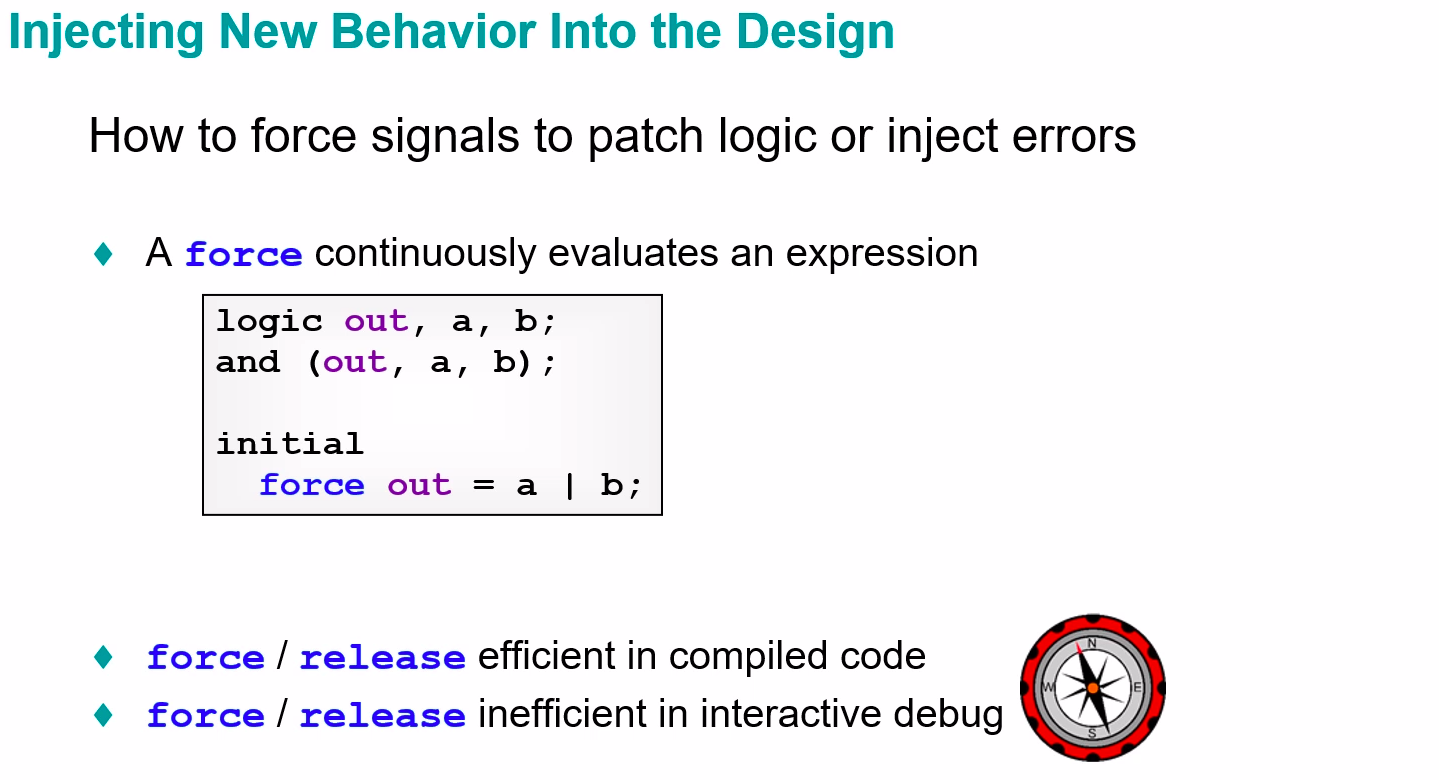 Injecting New Behavior Into the Design
How to force signals to patch logic or inject errors
A force continuously evaluates an expression
logic out, a, b;
and (out, a, b);
initial
force out = a | b;
force / release efficient in compiled code
force / release inefficient in interactive debug
N
W E
S